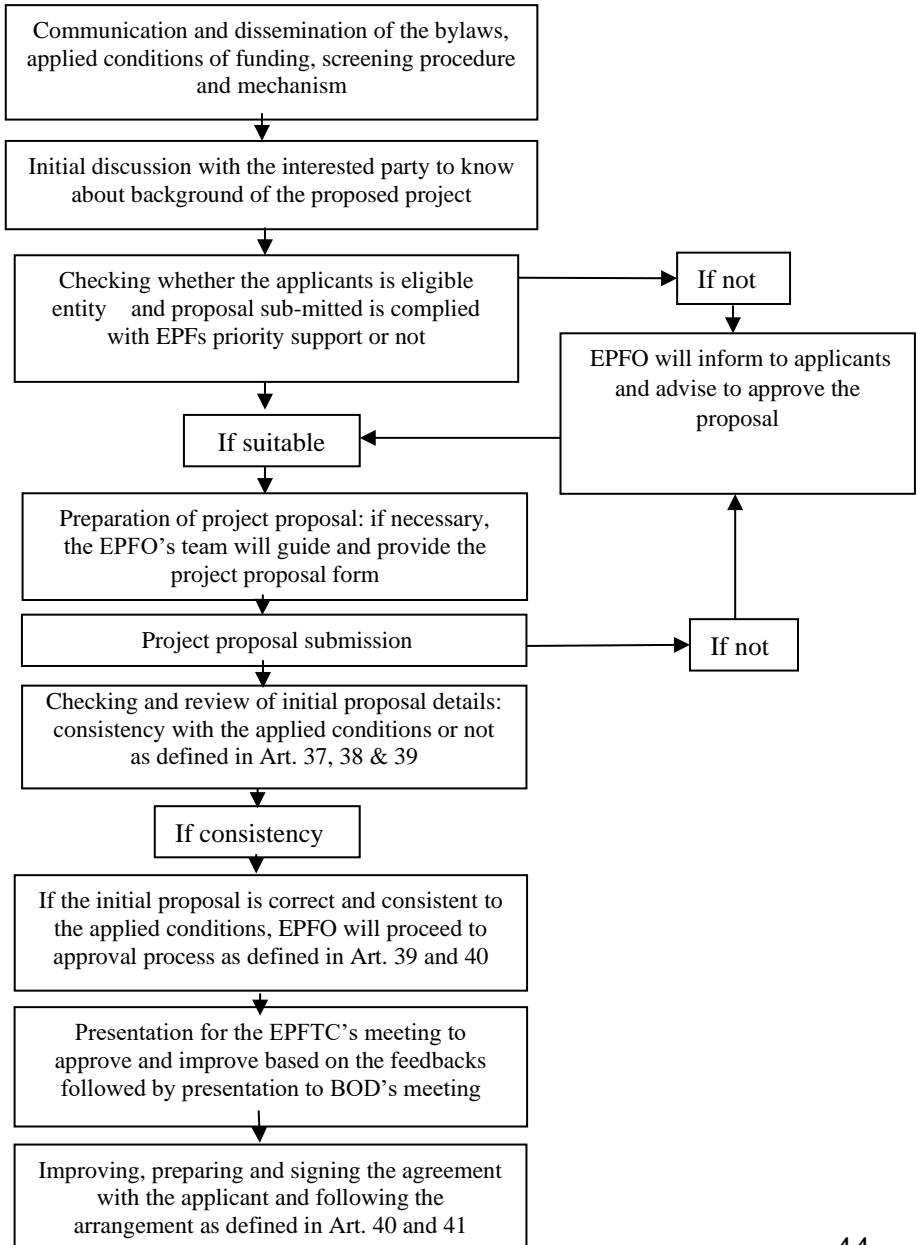 Communication and dissemination of the bylaws,
applied conditions of funding, screening procedure
and mechanism
Initial discussion with the interested party to know
about background of the proposed project
Checking whether the applicants is eligible
entity and proposal sub-mitted is complied
with EPFs priority support or not
If not
EPFO will inform to applicants
and advise to approve the
proposal
If suitable
Preparation of project proposal: if necessary,
the EPFO’s team will guide and provide the
project proposal form
Project proposal submission
If not
Checking and review of initial proposal details:
consistency with the applied conditions or not
as defined in Art. 37, 38 & 39
If consistency
If the initial proposal is correct and consistent to
the applied conditions, EPFO will proceed to
approval process as defined in Art. 39 and 40
Presentation for the EPFTC’s meeting to
approve and improve based on the feedbacks
followed by presentation to BOD’s meeting
Improving, preparing and signing the agreement
with the applicant and following the
arrangement as defined in Art. 40 and 41
44